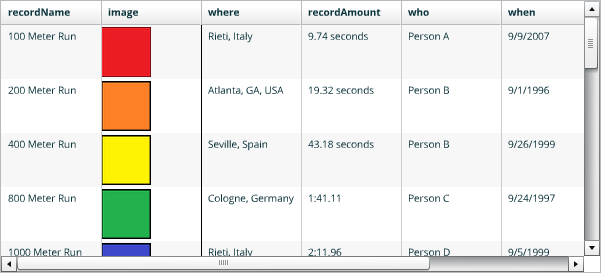 recordName image where recordAmount who when
100 Meter Run Rieti, Italy 9.74 seconds Person A 9/9/2007
200 Meter Run Atlanta, GA, USA 19.32 seconds Person B 9/1/1996
400 Meter Run Seville, Spain 43.18 seconds Person B 9/26/1999
800 Meter Run Cologne, Germany 1:41.11 Person C 9/24/1997
1000 Meter Run Rieti, Italy 2:11.96 Person D 9/5/1999